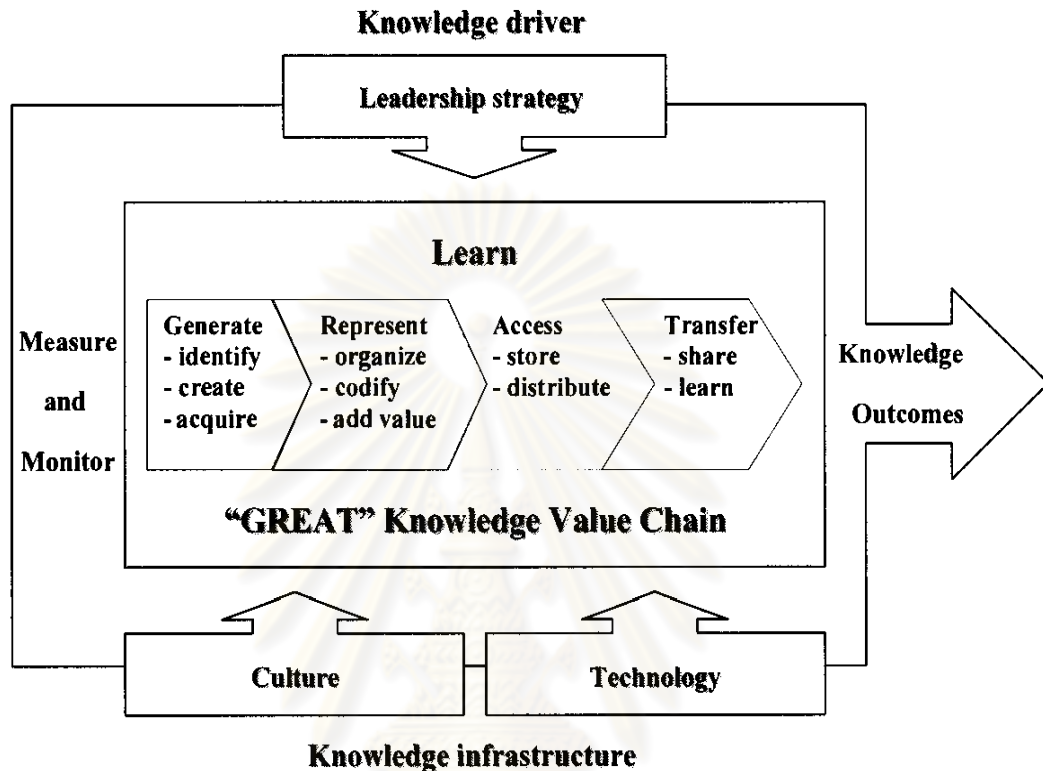 Knowledge driver
Leadership strategy
Learn
Measure
and
Monitor
Generate
- identify
- create
- acquire
Represent
- organize
- codify
- add value
Access
- store
- distribute
Transfer
- share
- learn
Knowledge
Outcomes
“GREAT” Knowledge Value Chain
Culture
Technology
Knowledge infrastructure